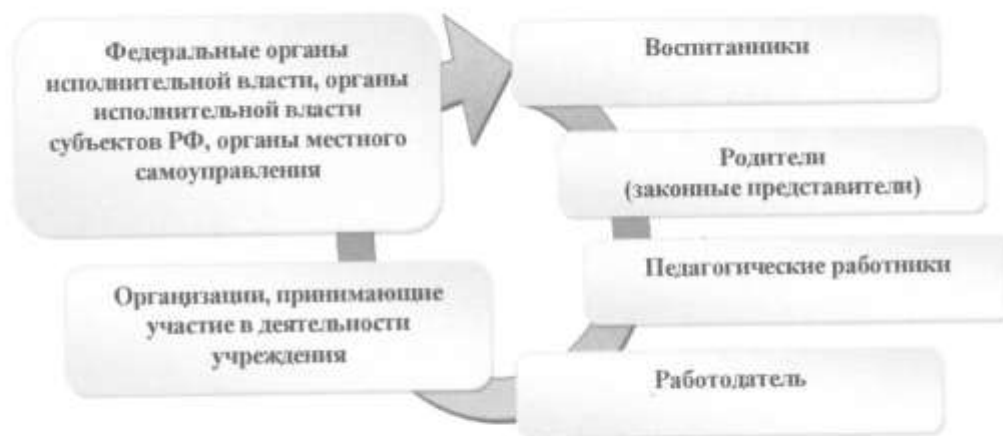 Федеральные органы
исполнительной власти, органы
исполнительной власти
субъектов РФ, органы местного
самоуправления
Воспитанники
Родители
(законные представители)
Педагогические работники
Работодатель
Организации, принимающие
участие в деятельности
учреждения